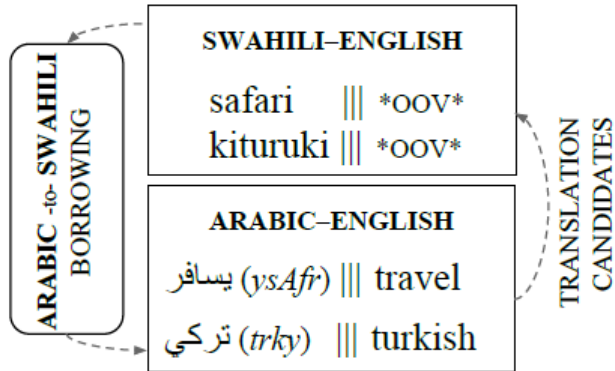 ARABIC -to- SWAHILI
BORROWING
SWAHILI–ENGLISH
safari ||| *OOV*
kituruki ||| *OOV*
ARABIC–ENGLISH
يسافر (ysAfr) ||| travel
تركي (trky) ||| turkish
TRANSLATION
CANDIDATES